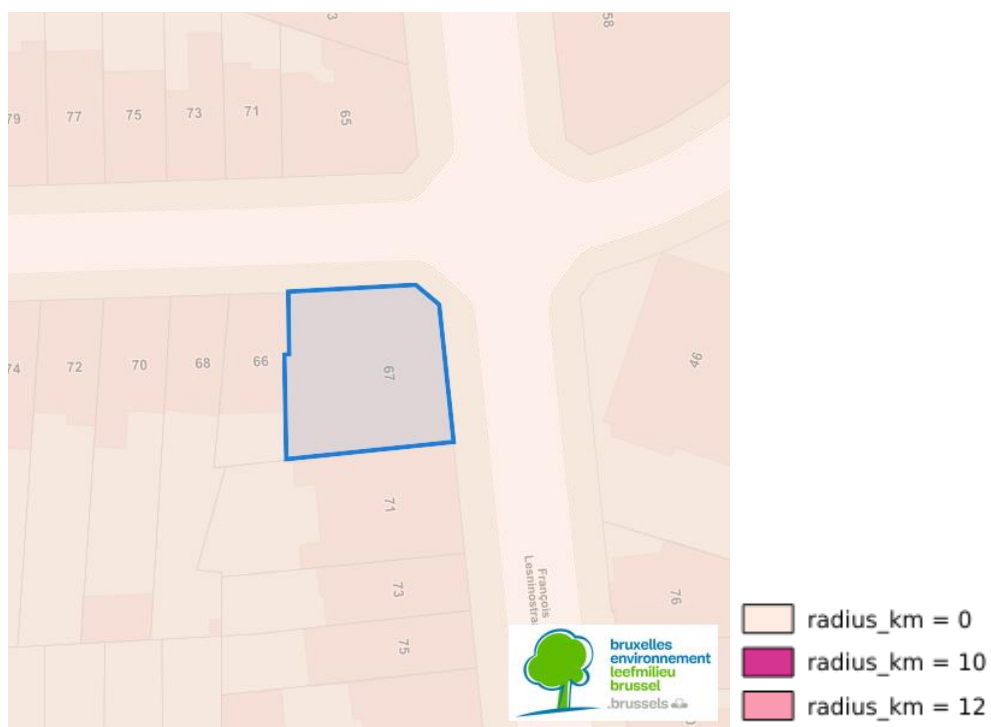 3
58
79
77
75
73
71
65
74
72
70
68
66
67
46
71
73
75
76
François
bruxelles
environnement
leefmilieu
brussel
.brussels
radius_km = 0
radius_km = 10
radius_km = 12